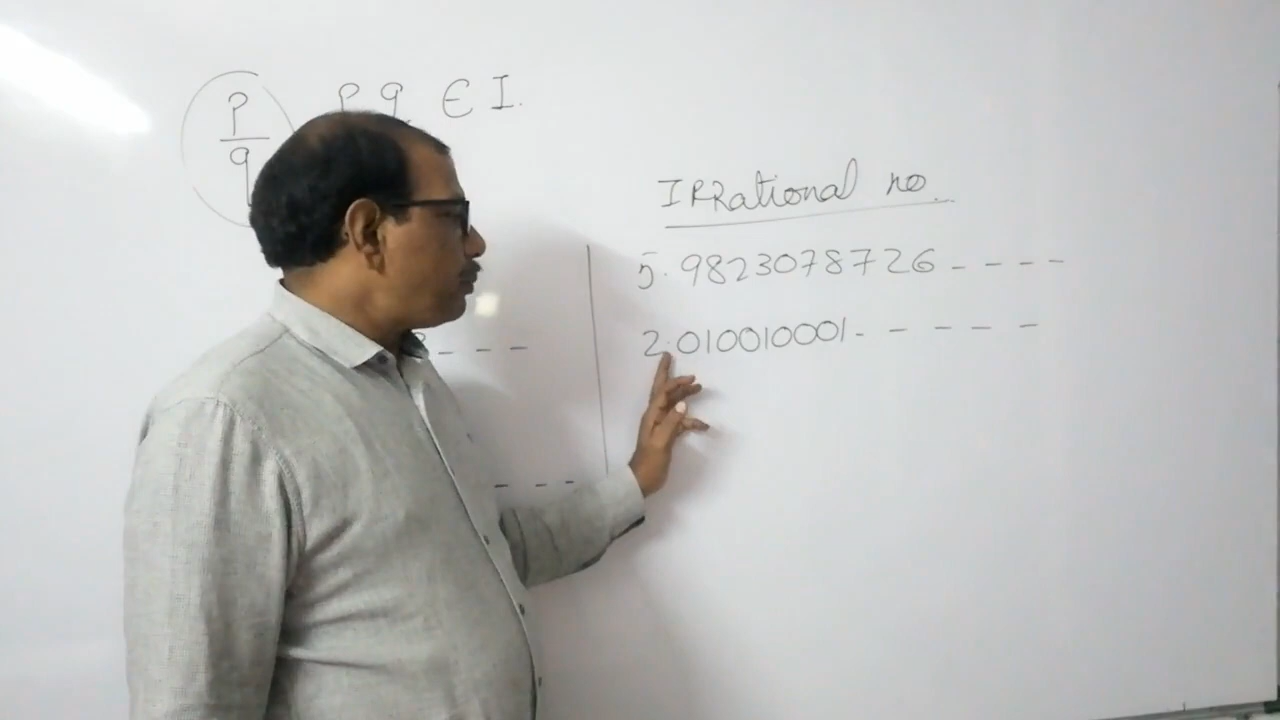 p p q, ∈ I.
q
IRRational no.
5.9823078726 - - - -
2.010010001 - - - - -
- - -
- - -